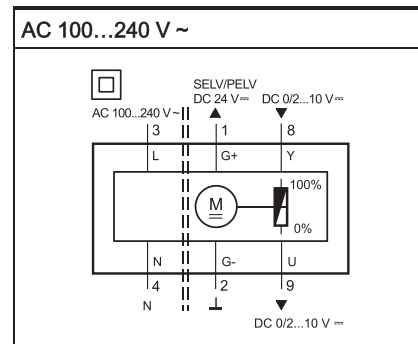 AC 100...240 V ~
SELV/PELV
DC 24 V⎓ DC 0/2...10 V⎓
AC 100...240 V~
3 1 8
L G+ Y
100%
M
0%
N G- U
4 2 9
N
DC 0/2...10 V ⎓